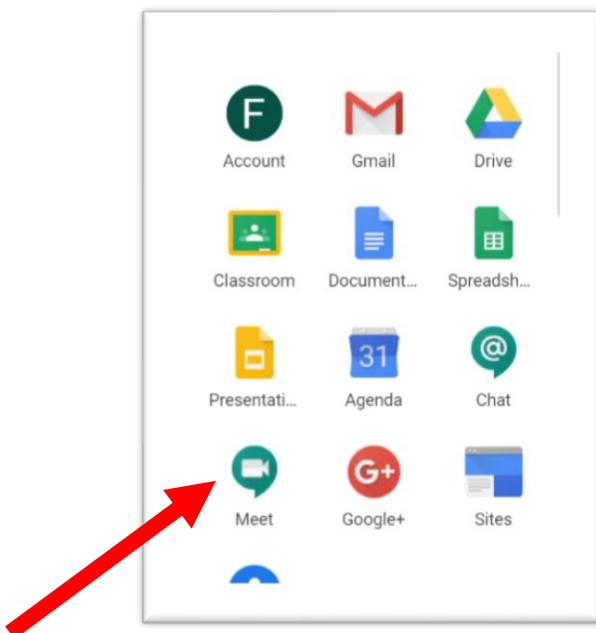 F
Account Gmail Drive
Classroom Document... Spreadsh...
31 @
Presentati... Agenda Chat
G+
Meet Google+ Sites